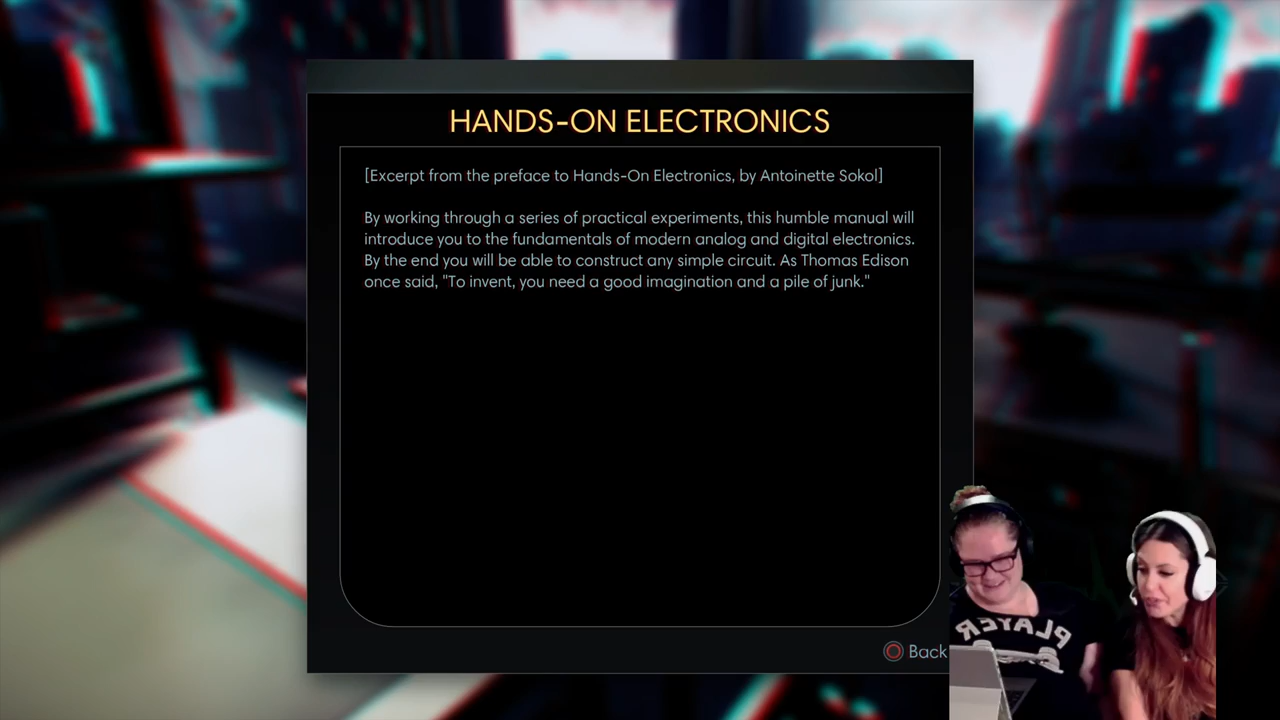 HANDS-ON ELECTRONICS
[Excerpt from the preface to Hands-On Electronics, by Antoinette Sokol]
By working through a series of practical experiments, this humble manual will
introduce you to the fundamentals of modern analog and digital electronics.
By the end you will be able to construct any simple circuit. As Thomas Edison
once said, "To invent, you need a good imagination and a pile of junk."
Back
PLAYER